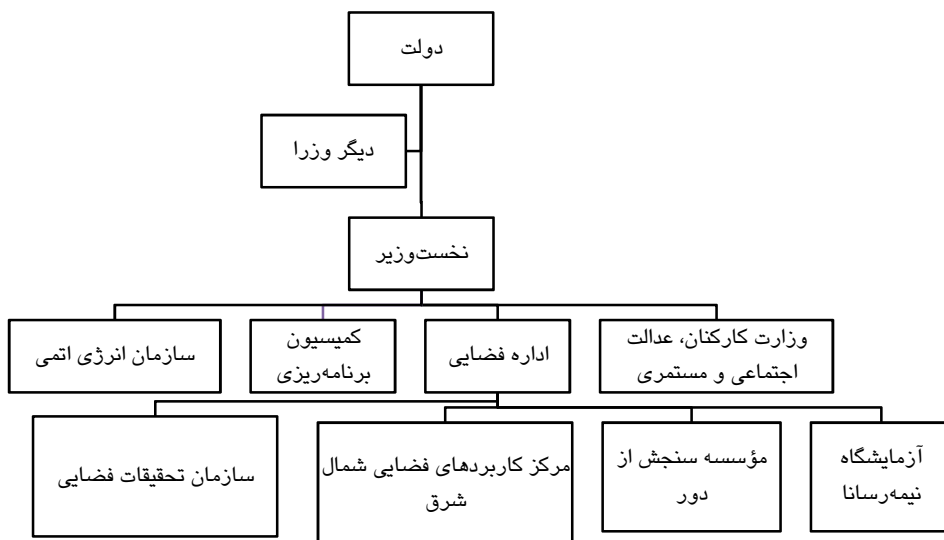 دولت
دیگر وزرا
نخست‌وزیر
وزارت کارکنان، عدالت
اجتماعی و مستمری
اداره فضایی
کمیسیون
برنامه‌ریزی
سازمان انرژی اتمی
آزمایشگاه
نیمه‌رسانا
مؤسسه سنجش از
دور
مرکز کاربردهای فضایی شمال
شرق
سازمان تحقیقات فضایی